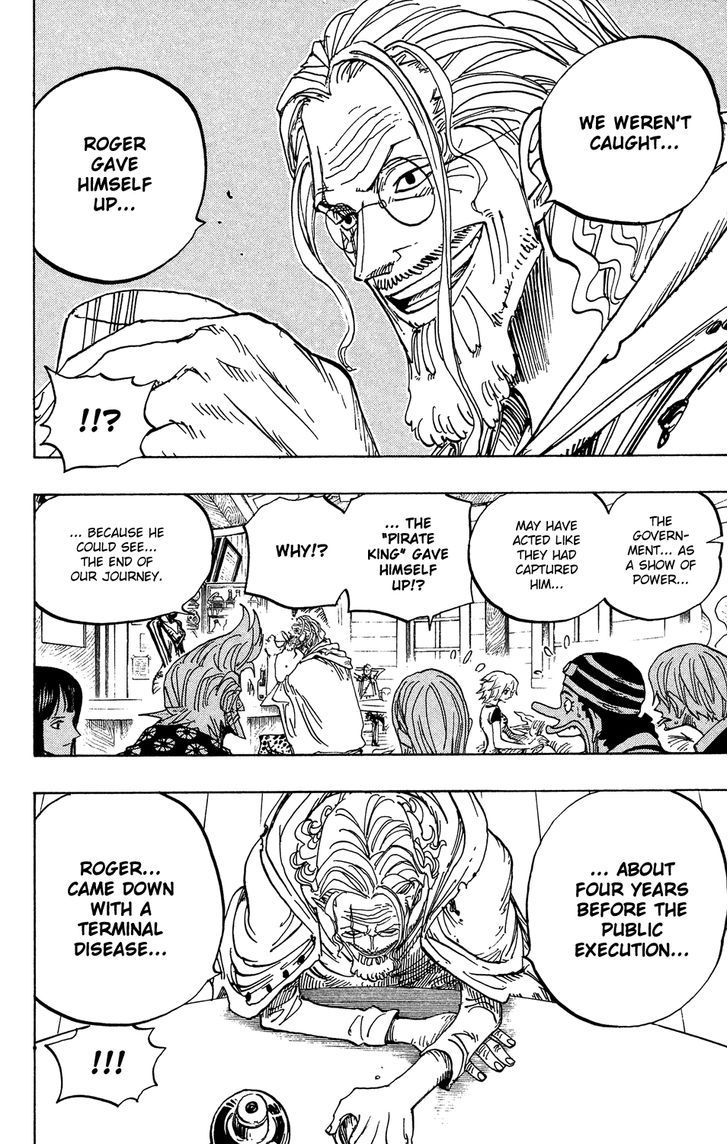 WE WEREN'T
CAUGHT...
ROGER
GAVE
HIMSELF
UP...
!!?
THE
GOVERN-
MENT... AS
A SHOW OF
POWER...
MAY HAVE
ACTED LIKE
THEY HAD
CAPTURED
HIM...
... THE
"PIRATE
KING" GAVE
HIMSELF
UP!?
WHY!?
... BECAUSE HE
COULD SEE...
THE END OF
OUR JOURNEY.
... ABOUT
FOUR YEARS
BEFORE THE
PUBLIC
EXECUTION...
ROGER...
CAME DOWN
WITH A
TERMINAL
DISEASE...
!!!